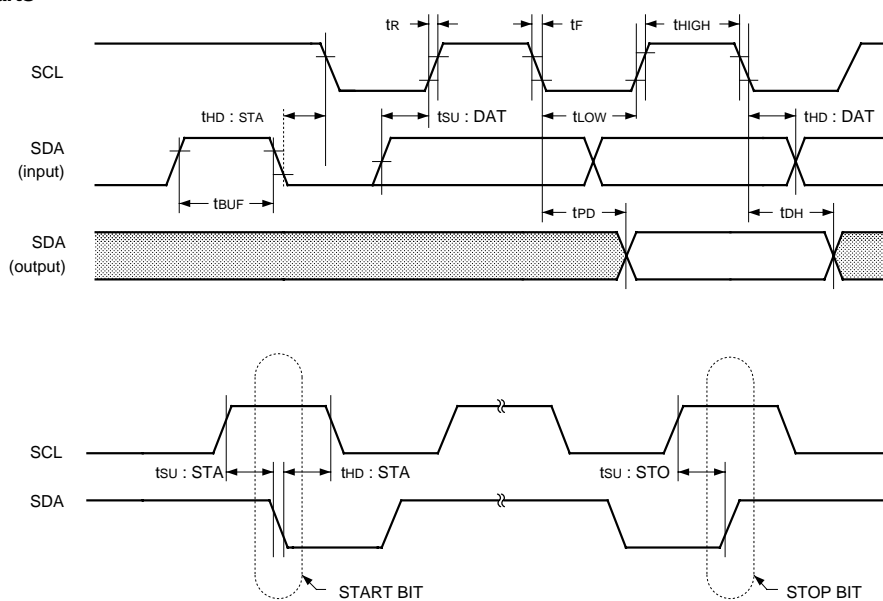 tR
tF
tHIGH
SCL
tHD : STA
tSU : DAT
tLOW
tHD : DAT
SDA
(input)
tBUF
tPD
tDH
SDA
(output)
SCL
tSU : STA
tHD : STA
tSU : STO
SDA
START BIT
STOP BIT